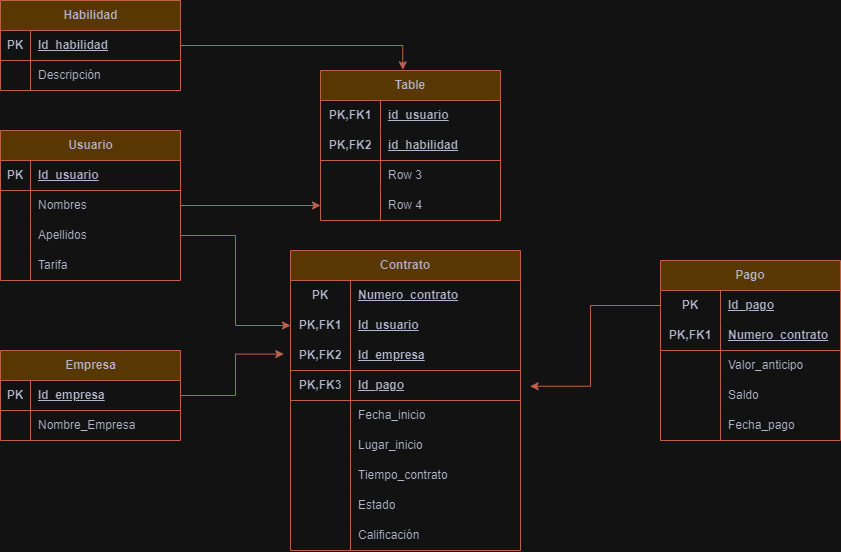 Habilidad
PK Id_habilidad
Descripción
Table
PK,FK1 id_usuario
PK,FK2 id_habilidad
Row 3
Row 4
Usuario
PK Id_usuario
Nombres
Apellidos
Tarifa
Contrato
PK Numero_contrato
PK,FK1 Id_usuario
PK,FK2 Id_empresa
PK,FK3 Id_pago
Fecha_inicio
Lugar_inicio
Tiempo_contrato
Estado
Calificación
Pago
PK Id_pago
PK,FK1 Numero_contrato
Valor_anticipo
Saldo
Fecha_pago
Empresa
PK Id_empresa
Nombre_Empresa